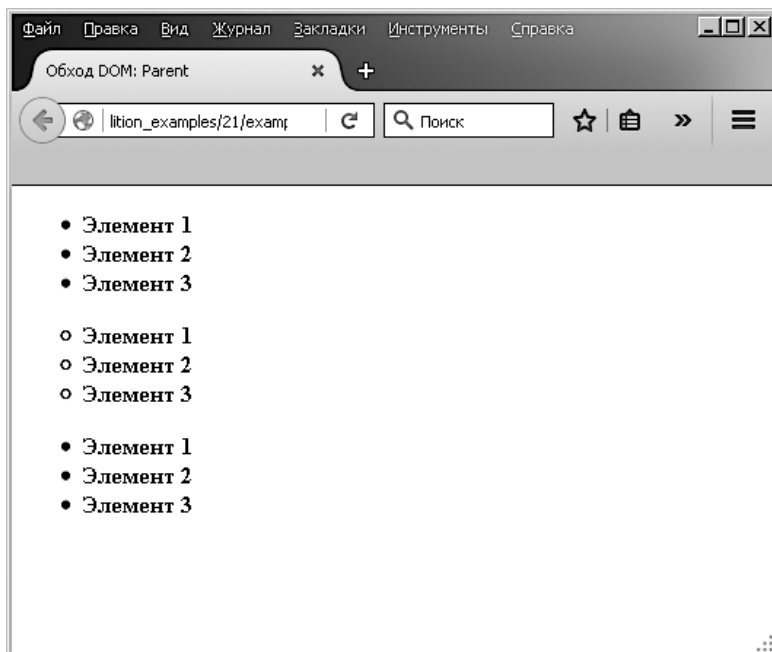 Файл Правка Вид Журнал Закладки Инструменты Справка
Обход DOM: Parent
lition_examples/21/examp
Поиск
Элемент 1
Элемент 2
Элемент 3
Элемент 1
Элемент 2
Элемент 3
Элемент 1
Элемент 2
Элемент 3